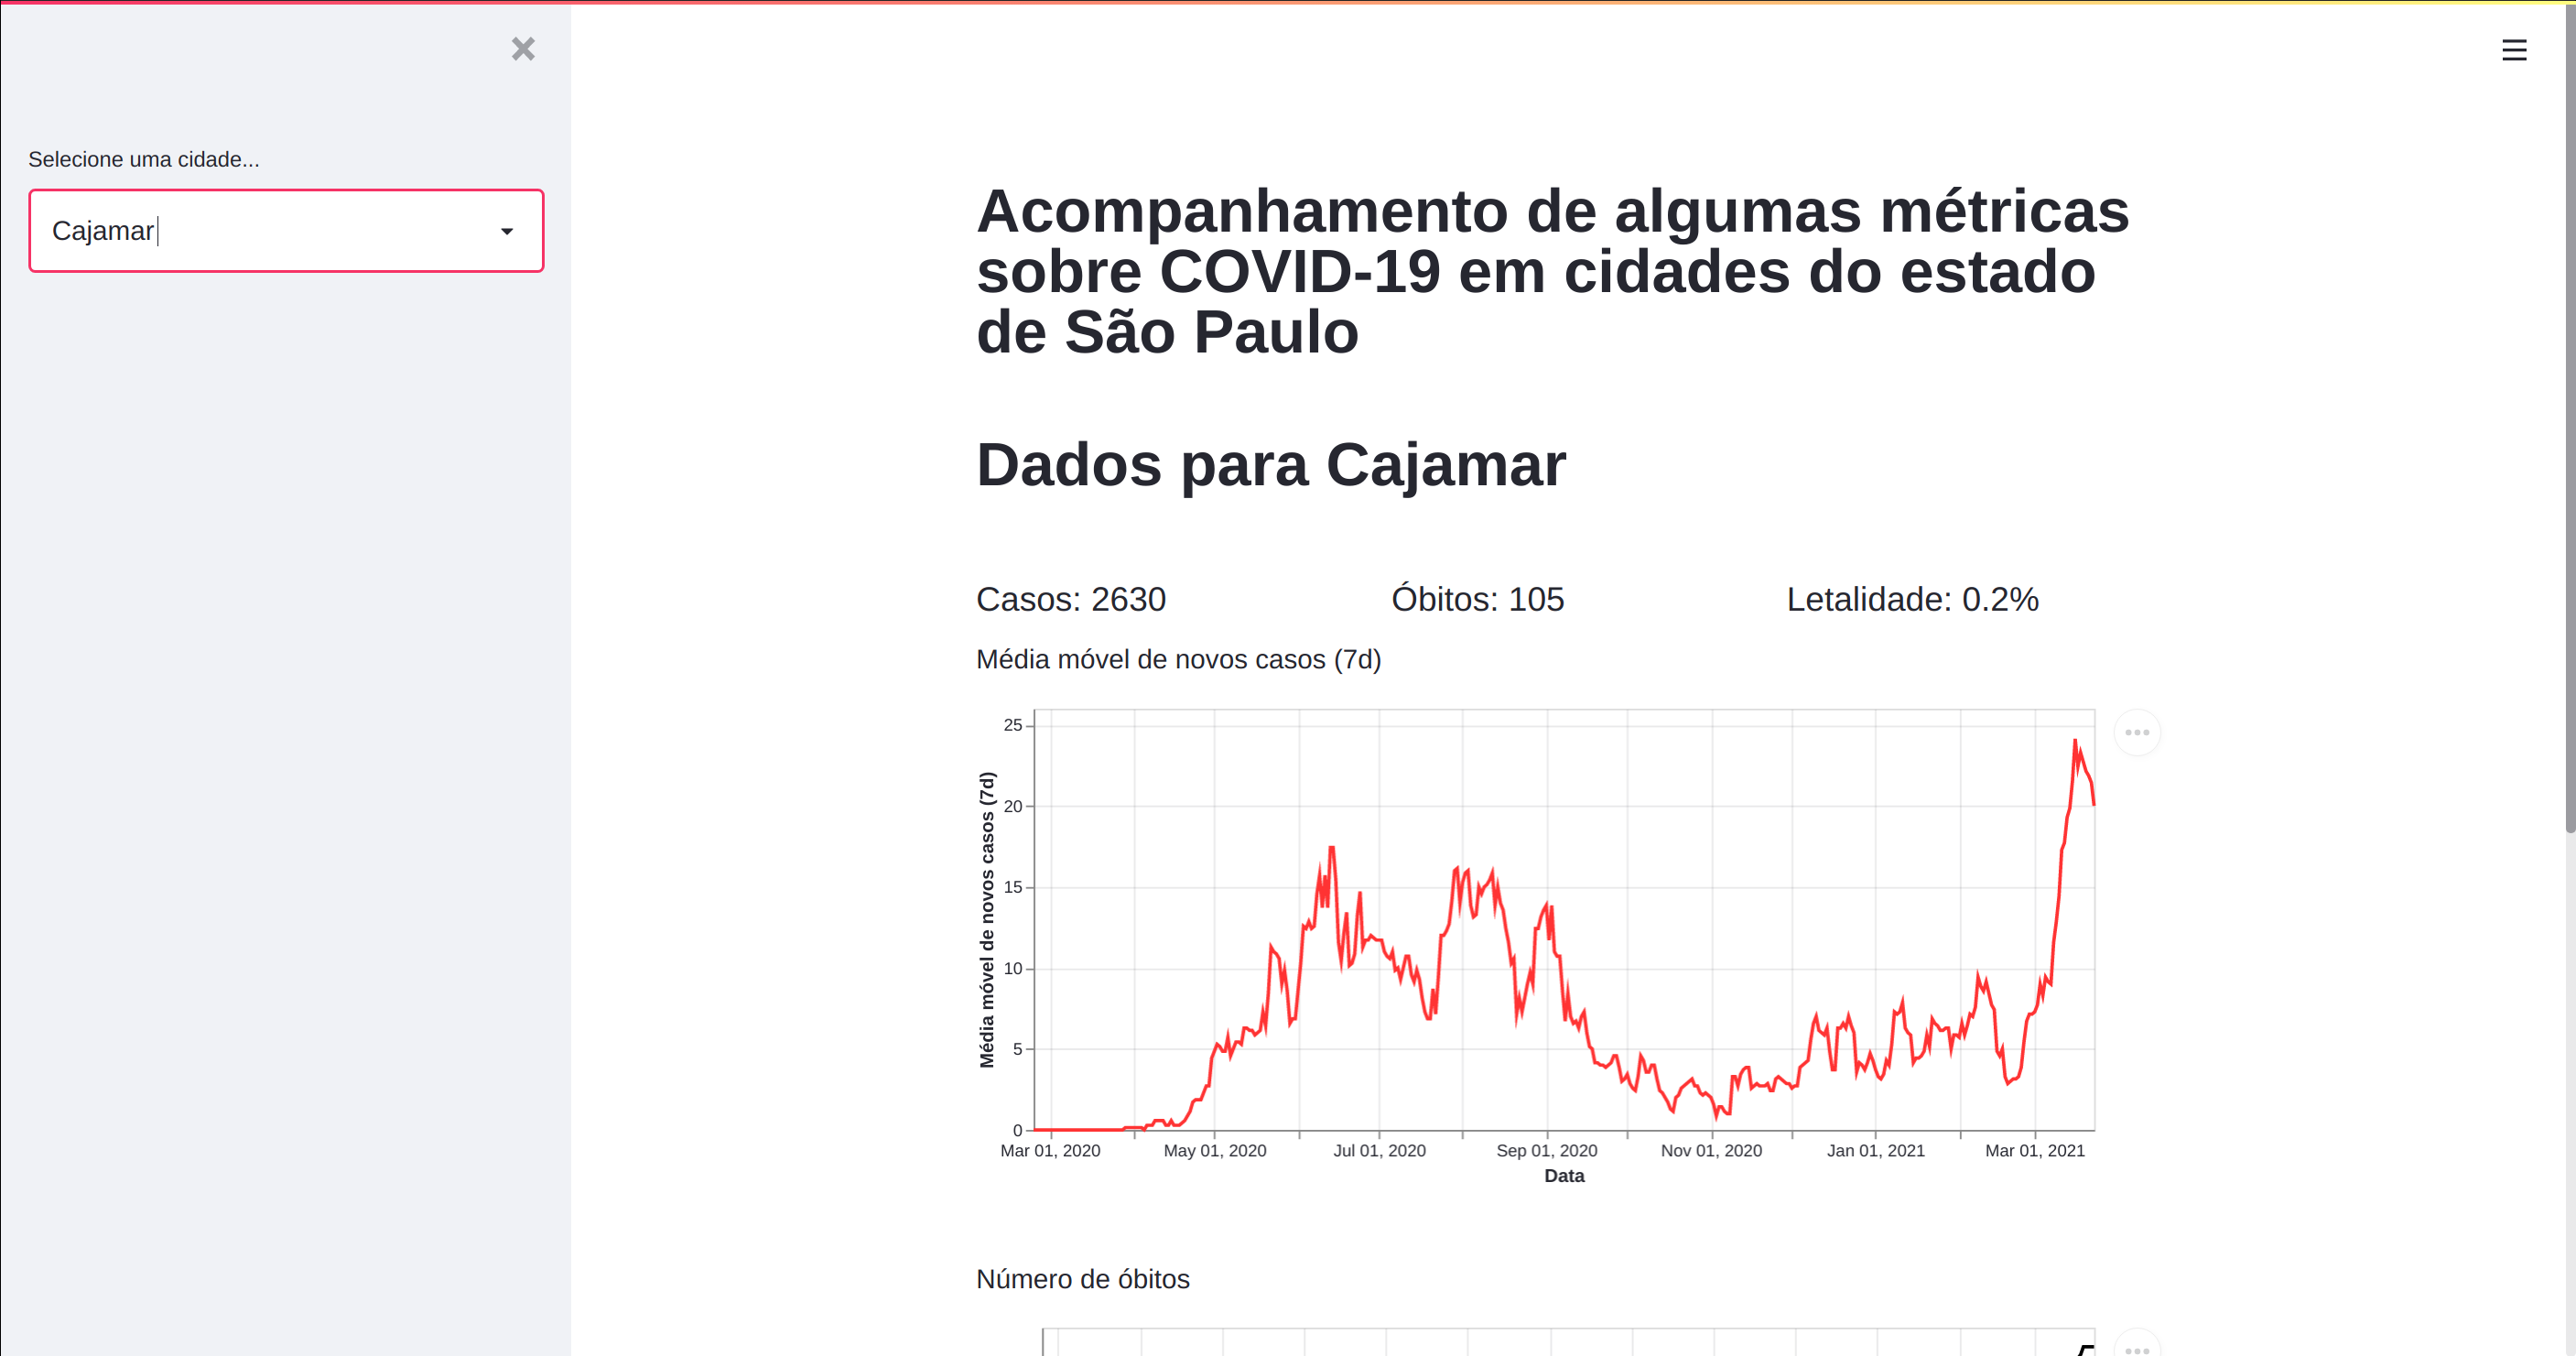 Selecione uma cidade...
Cajamar
Acompanhamento de algumas métricas
sobre COVID-19 em cidades do estado
de São Paulo
Dados para Cajamar
Casos: 2630
Óbitos: 105
Letalidade: 0.2%
Média móvel de novos casos (7d)
Média móvel de novos casos (7d)
25
20
15
10
5
0
Mar 01, 2020
May 01, 2020
Jul 01, 2020
Sep 01, 2020
Nov 01, 2020
Jan 01, 2021
Mar 01, 2021
Data
Número de óbitos